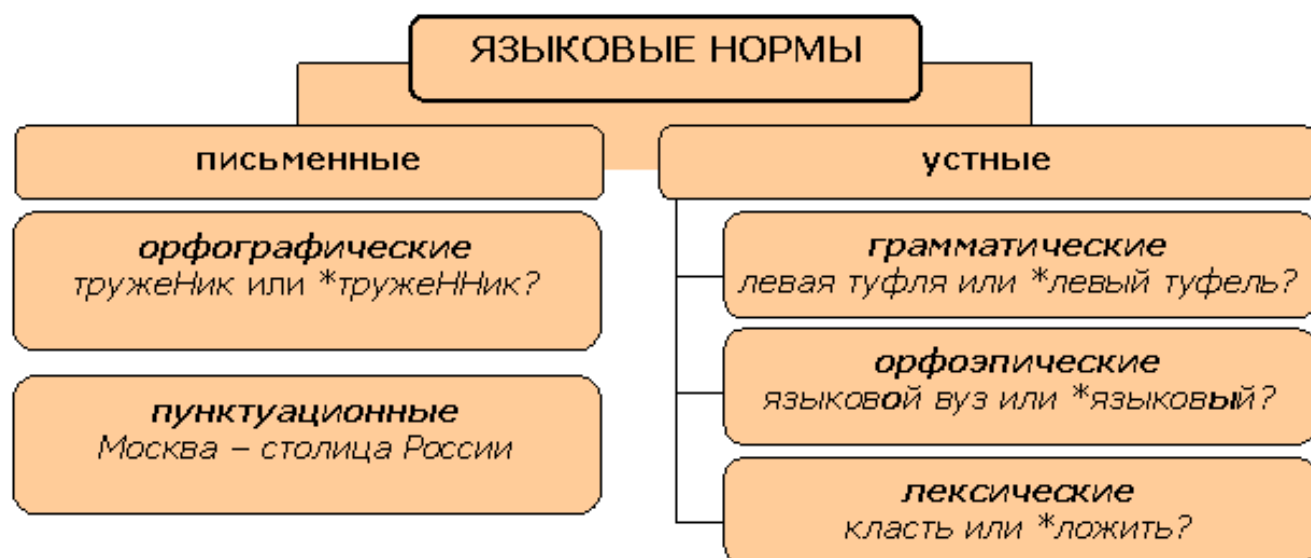 ЯЗЫКОВЫЕ НОРМЫ
письменные
орфографические
тружеНик или *тружеННик?
пунктуационные
Москва – столица России
устные
грамматические
левая туфля или *левый туфель?
орфоэпические
языковой вуз или *языковый?
лексические
класть или *ложить?